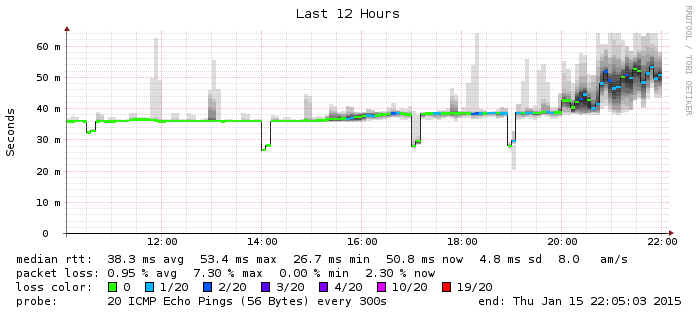 Last 12 Hours
RRDTOOL / TOBI OETIKER
Seconds
60 m
50 m
40 m
30 m
20 m
10 m
0
12:00 14:00 16:00 18:00 20:00 22:00
median rtt: 38.3 ms avg 53.4 ms max 26.7 ms min 50.8 ms now 4.8 ms sd 8.0 am/s
packet loss: 0.95 % avg 7.30 % max 0.00 % min 2.30 % now
loss color: 0 1/20 2/20 3/20 4/20 10/20 19/20
probe: 20 ICMP Echo Pings (56 Bytes) every 300s end: Thu Jan 15 22:05:03 2015